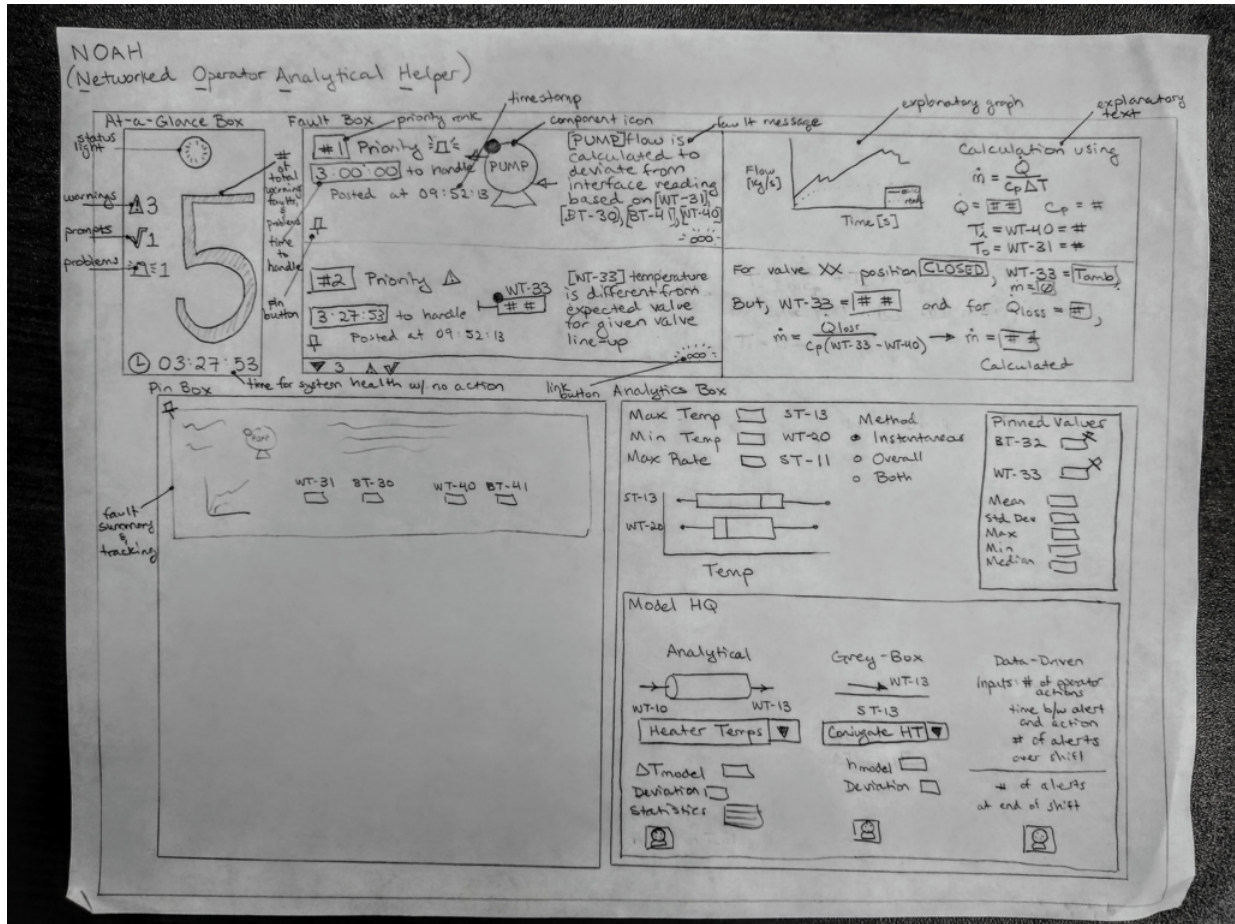 NOAH
(Networked Operator Analytical Helper)
At-a-Glance Box
status light
warnings
3
prompts
1
problems
1
5
03:27:53
time for system health w/ no action
# of total warning faults, & problems
Fault Box
priority rank
timestamp
component icon
fault message
explanatory graph
explanatory text
#1 Priority
3:00:00 to handle
Posted at 09:52:13
time to handle
pin button
PUMP
[PUMP] flow is
calculated to
deviate from
interface reading
based on [WT-31],
[BT-30], [BT-41], [WT-40]
Flow
[kg/s]
Time [s]
read
Calculation using
ṁ = Q̇ / Cp ΔT
Q̇ = ## Cp = #
Ti = WT-40 = #
To = WT-31 = #
#2 Priority
3:27:53 to handle
Posted at 09:52:13
WT-33
##
[WT-33] temperature
is different from
expected value
for given valve
line-up
link button
3
For valve XX position CLOSED, WT-33 = Tamb,
ṁ = 0
But, WT-33 = ## and for Q̇loss = #,
ṁ = Q̇loss / Cp(WT-33 - WT-40) → ṁ = ##
Calculated
Pin Box
fault summary & tracking
PUMP
WT-31 BT-30 WT-40 BT-41
Analytics Box
Max Temp ST-13
Min Temp WT-20
Max Rate ST-11
Method
Instantaneas
Overall
Both
ST-13
WT-20
Temp
Pinned Values
BT-32
WT-33
Mean
Std Dev
Max
Min
Median
Model HQ
Analytical
WT-10 WT-13
Heater Temps
ΔTmodel
Deviation
Statistics
Grey-Box
WT-13
ST-13
Conjugate HT
hmodel
Deviation
Data-Driven
Inputs: # of operator
actions
time b/w alert
and action
# of alerts
over shift
# of alerts
at end of shift